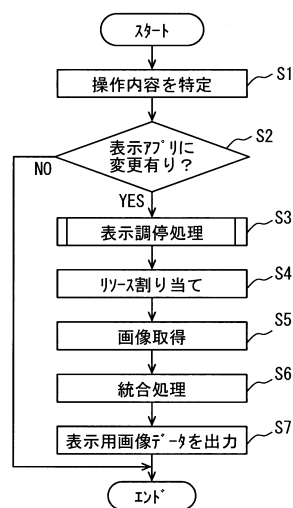 ｽﾀｰﾄ
操作内容を特定
S1
表示ｱﾌﾟﾘに
変更有り？
S2
NO
YES
表示調停処理
S3
ﾘｿｰｽ割り当て
S4
画像取得
S5
統合処理
S6
表示用画像ﾃﾞｰﾀを出力
S7
ｴﾝﾄﾞ